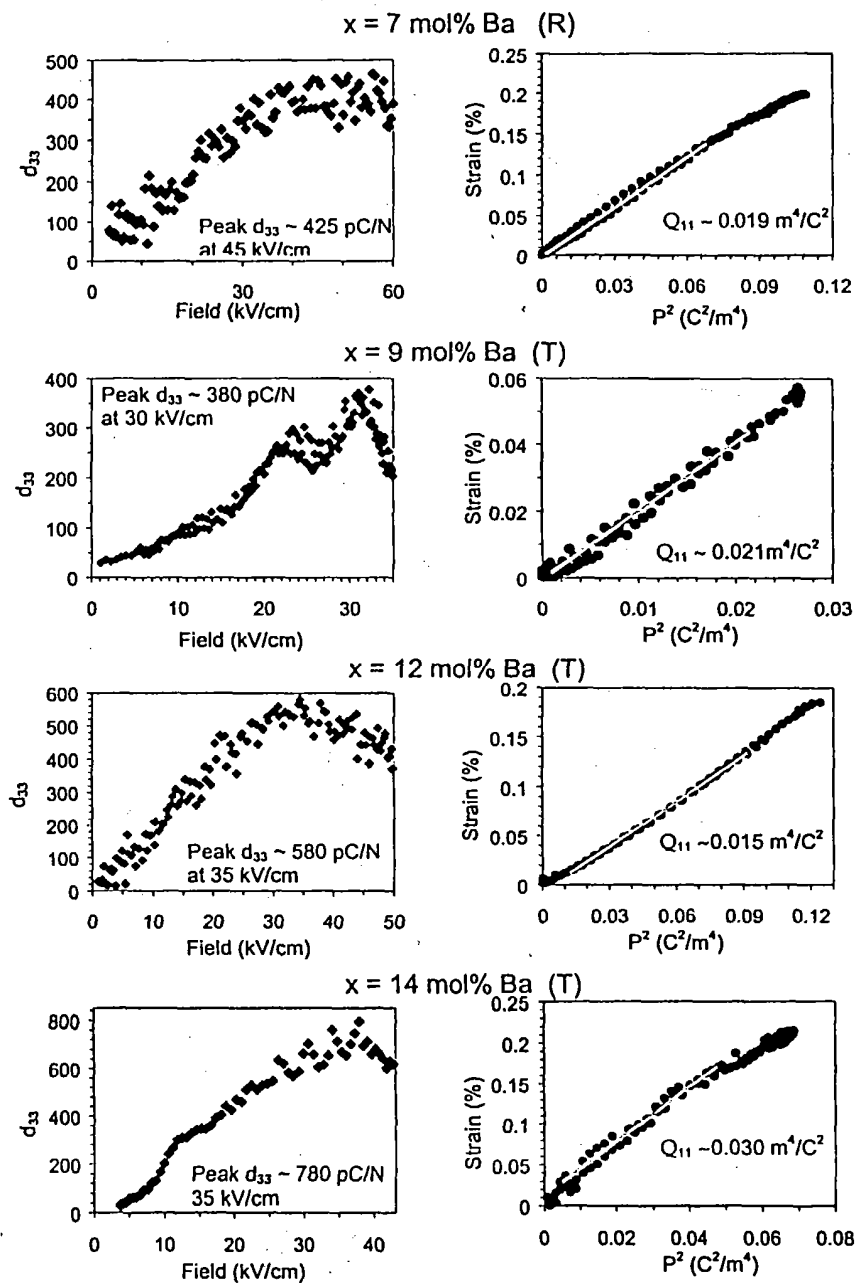 x = 7 mol% Ba (R)
500
400
300
200
100
0
d₃₃
Peak d₃₃ ~ 425 pC/N
at 45 kV/cm
0 30 60
Field (kV/cm)
0.25
0.2
0.15
0.1
0.05
0
Strain (%)
Q₁₁ ~ 0.019 m⁴/C²
0 0.03 0.06 0.09 0.12
P² (C²/m⁴)
x = 9 mol% Ba (T)
400
300
200
100
0
d₃₃
Peak d₃₃ ~ 380 pC/N
at 30 kV/cm
0 10 20 30
Field (kV/cm)
0.06
0.04
0.02
0
Strain (%)
Q₁₁ ~ 0.021m⁴/C²
0 0.01 0.02 0.03
P² (C²/m⁴)
x = 12 mol% Ba (T)
600
500
400
300
200
100
0
d₃₃
Peak d₃₃ ~ 580 pC/N
at 35 kV/cm
0 10 20 30 40 50
Field (kV/cm)
0.2
0.15
0.1
0.05
0
Strain (%)
Q₁₁ ~0.015 m⁴/C²
0 0.03 0.06 0.09 0.12
P² (C²/m⁴)
x = 14 mol% Ba (T)
800
600
400
200
0
d₃₃
Peak d₃₃ ~ 780 pC/N
35 kV/cm
0 10 20 30 40
Field (kV/cm)
0.25
0.2
0.15
0.1
0.05
0
Strain (%)
Q₁₁ ~0.030 m⁴/C²
0 0.02 0.04 0.06 0.08
P² (C²/m⁴)